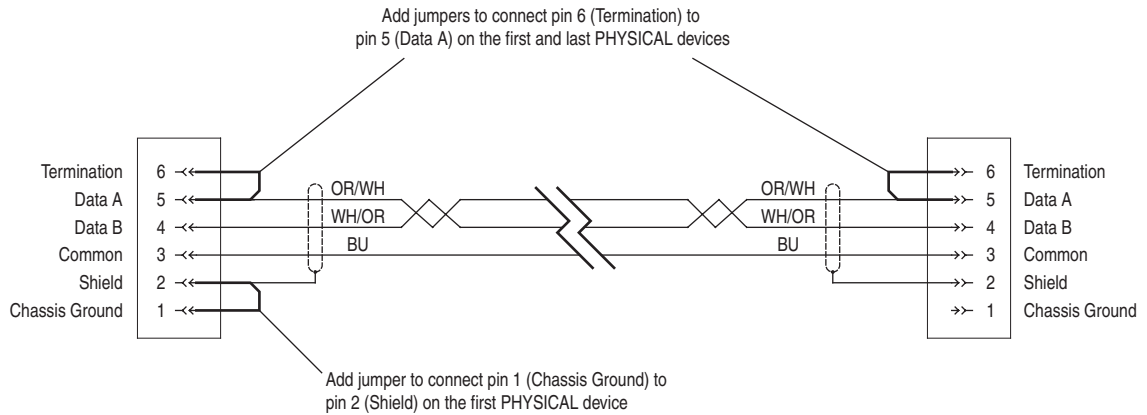 Add jumpers to connect pin 6 (Termination) to
pin 5 (Data A) on the first and last PHYSICAL devices
Termination 6 OR/WH OR/WH 6 Termination
Data A 5 WH/OR WH/OR 5 Data A
Data B 4 BU BU 4 Data B
Common 3 3 Common
Shield 2 2 Shield
Chassis Ground 1 1 Chassis Ground
Add jumper to connect pin 1 (Chassis Ground) to
pin 2 (Shield) on the first PHYSICAL device